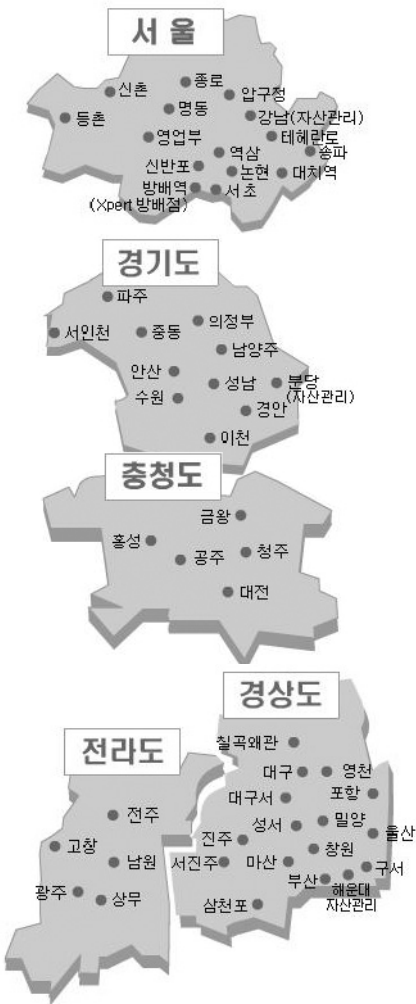 서 울
종로
신촌
압구정
명동
강남(자산관리)
등촌
테헤란로
영업부
역삼
송파
신반포
논현
대치역
방배역
서초
(Xpert 방배점)
경기도
파주
의정부
서인천
중동
남양주
안산
성남
분당
(자산관리)
수원
경안
이천
충청도
금왕
홍성
공주
청주
대전
경상도
칠곡왜관
대구
영천
대구서
포항
성서
밀양
울산
진주
창원
서진주
마산
구서
부산
해운대
자산관리
삼천포
전라도
전주
고창
남원
광주
상무